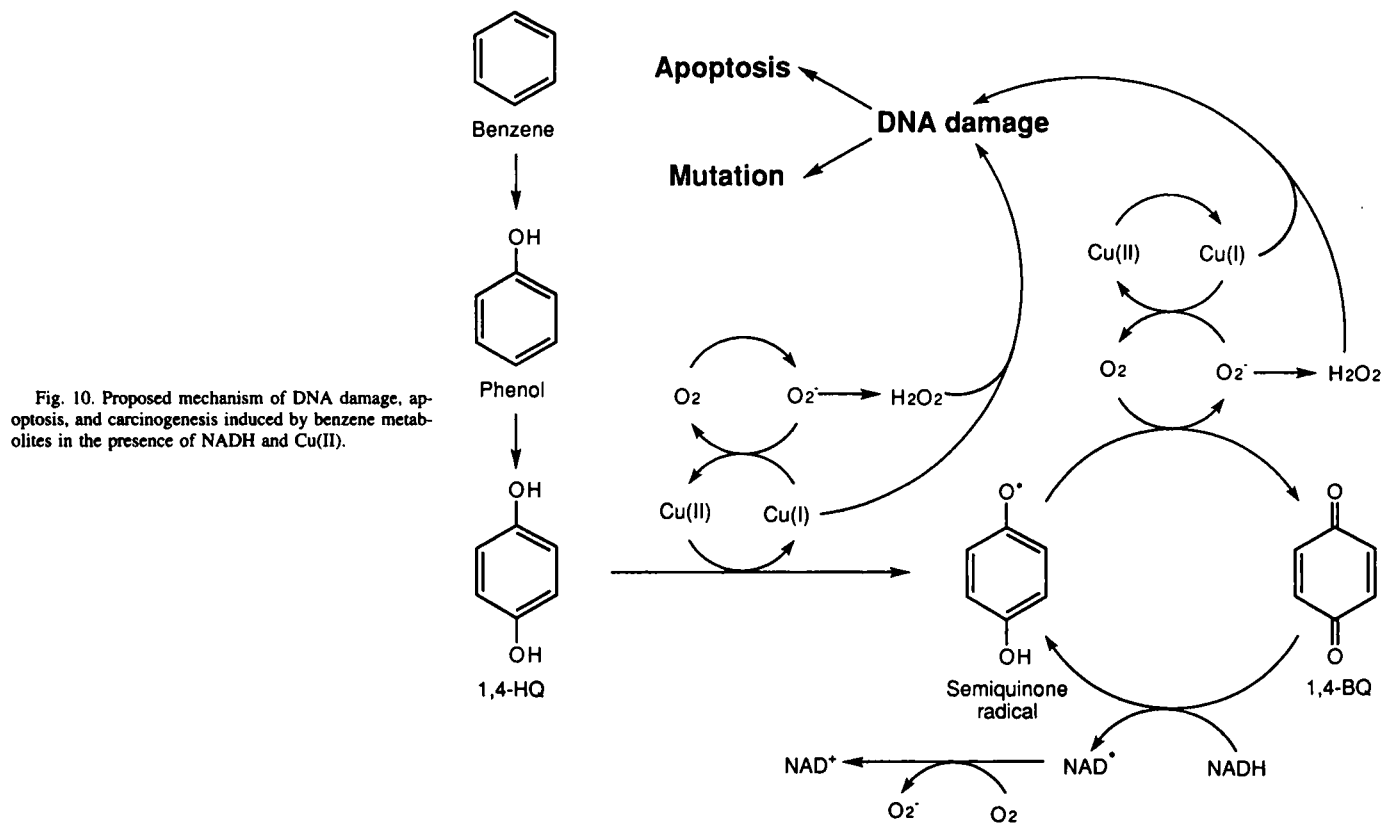 Benzene
OH
Phenol
OH
OH
1,4-HQ
Fig. 10. Proposed mechanism of DNA damage, ap-
optosis, and carcinogenesis induced by benzene metab-
olites in the presence of NADH and Cu(II).
Apoptosis
DNA damage
Mutation
O2
O2⁻
H2O2
Cu(II)
Cu(I)
Cu(II)
Cu(I)
O2
O2⁻
H2O2
O•
OH
Semiquinone
radical
O
O
1,4-BQ
NAD+
NAD•
NADH
O2⁻
O2